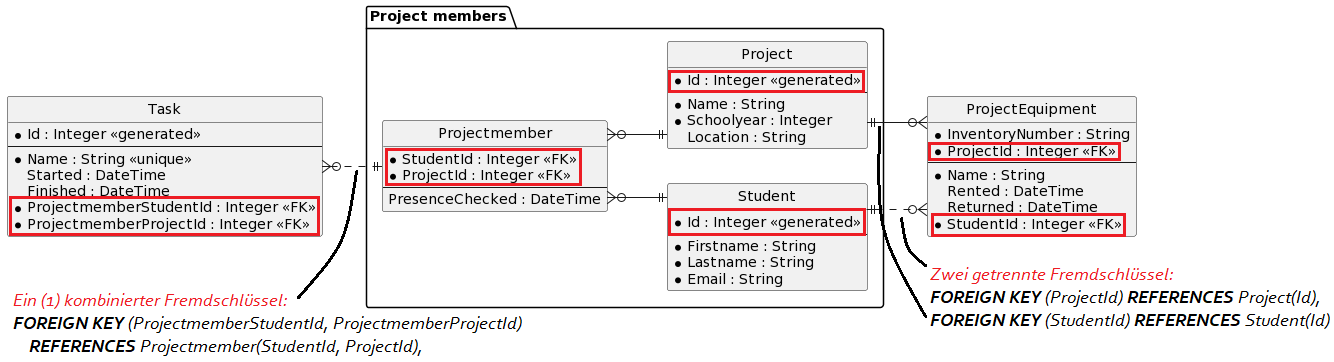 Project members
Task
• Id : Integer «generated»
• Name : String «unique»
Started : DateTime
Finished : DateTime
• ProjectmemberStudentId : Integer «FK»
• ProjectmemberProjectId : Integer «FK»
Projectmember
• StudentId : Integer «FK»
• ProjectId : Integer «FK»
PresenceChecked : DateTime
Project
• Id : Integer «generated»
• Name : String
• Schoolyear : Integer
Location : String
Student
• Id : Integer «generated»
• Firstname : String
• Lastname : String
• Email : String
ProjectEquipment
• InventoryNumber : String
• ProjectId : Integer «FK»
• Name : String
Rented : DateTime
Returned : DateTime
• StudentId : Integer «FK»
Ein (1) kombinierter Fremdschlüssel:
FOREIGN KEY (ProjectmemberStudentId, ProjectmemberProjectId)
REFERENCES Projectmember(StudentId, ProjectId),
Zwei getrennte Fremdschlüssel:
FOREIGN KEY (ProjectId) REFERENCES Project(Id),
FOREIGN KEY (StudentId) REFERENCES Student(Id)